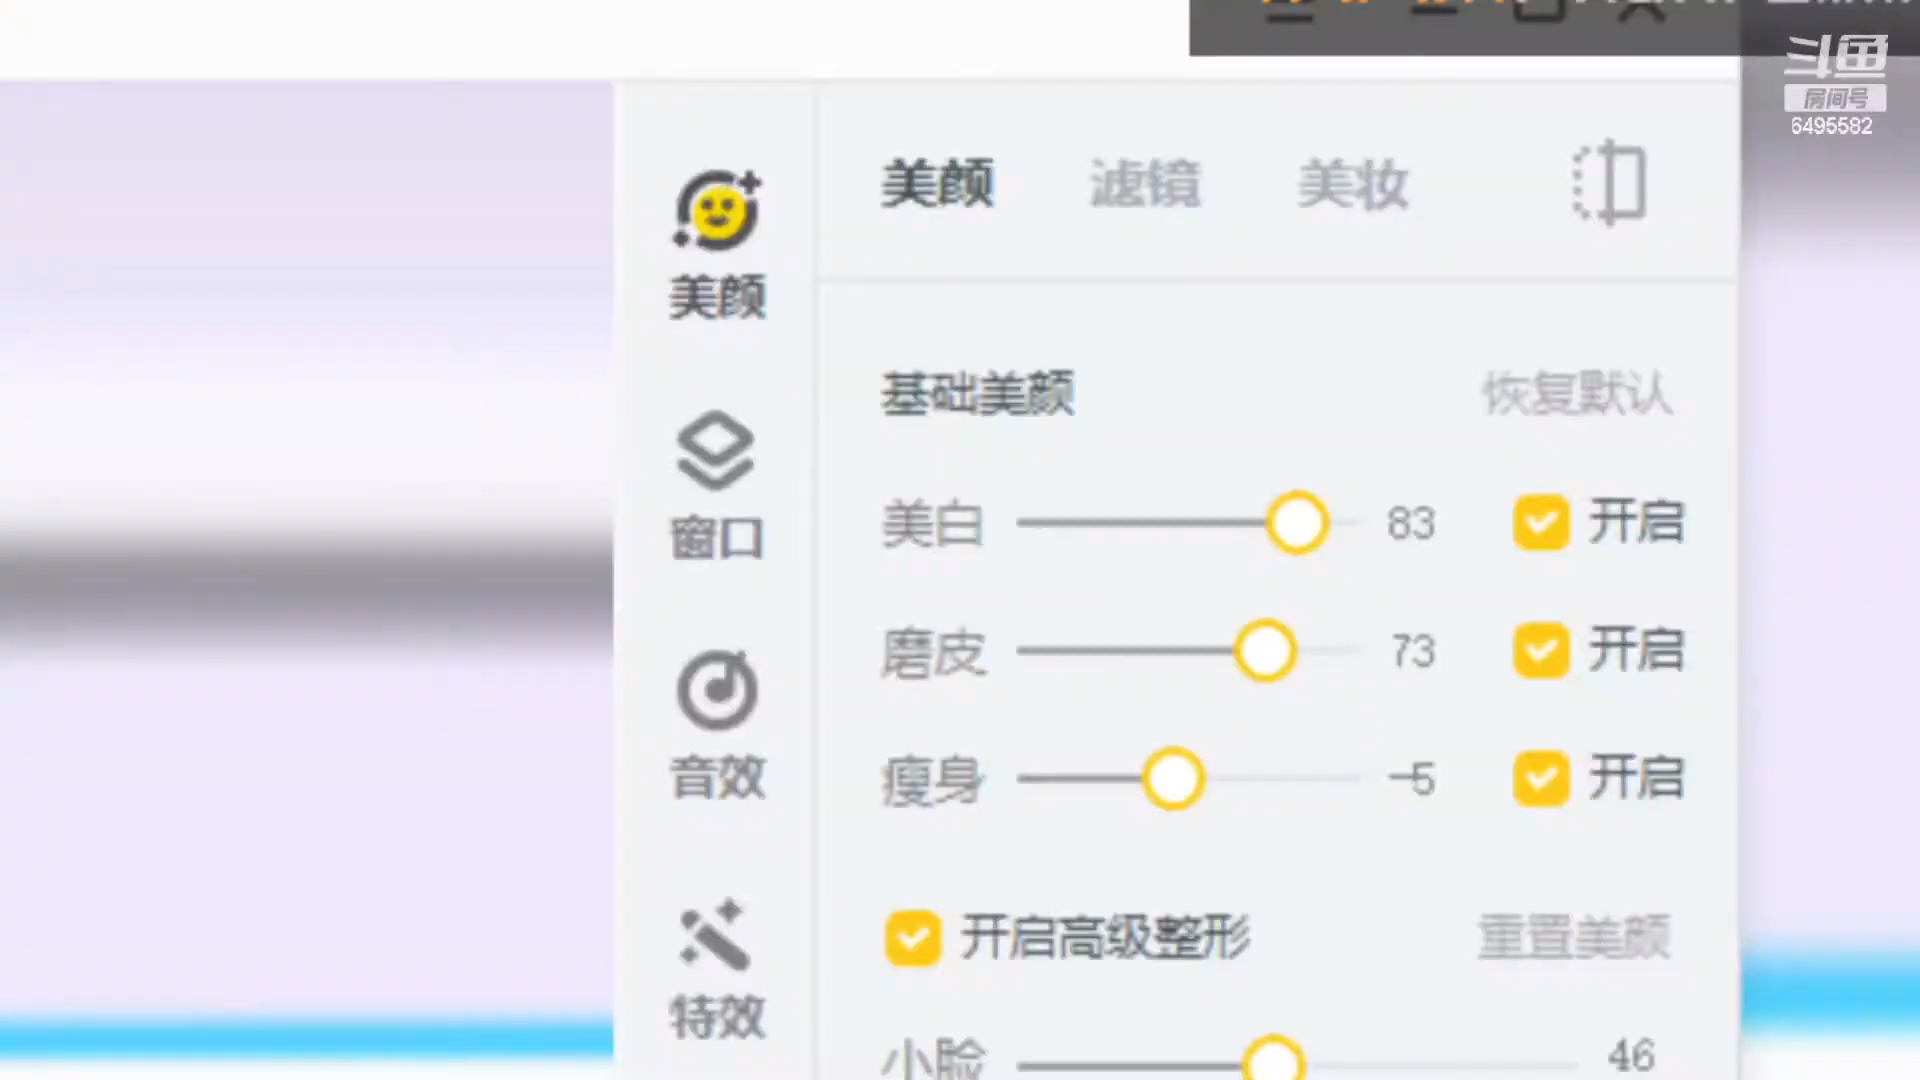 斗鱼
房间号
6495582
美颜 滤镜 美妆
美颜
窗口
音效
特效
基础美颜 恢复默认
美白 83 开启
磨皮 73 开启
瘦身 -5 开启
开启高级整形 重置美颜
小脸 46